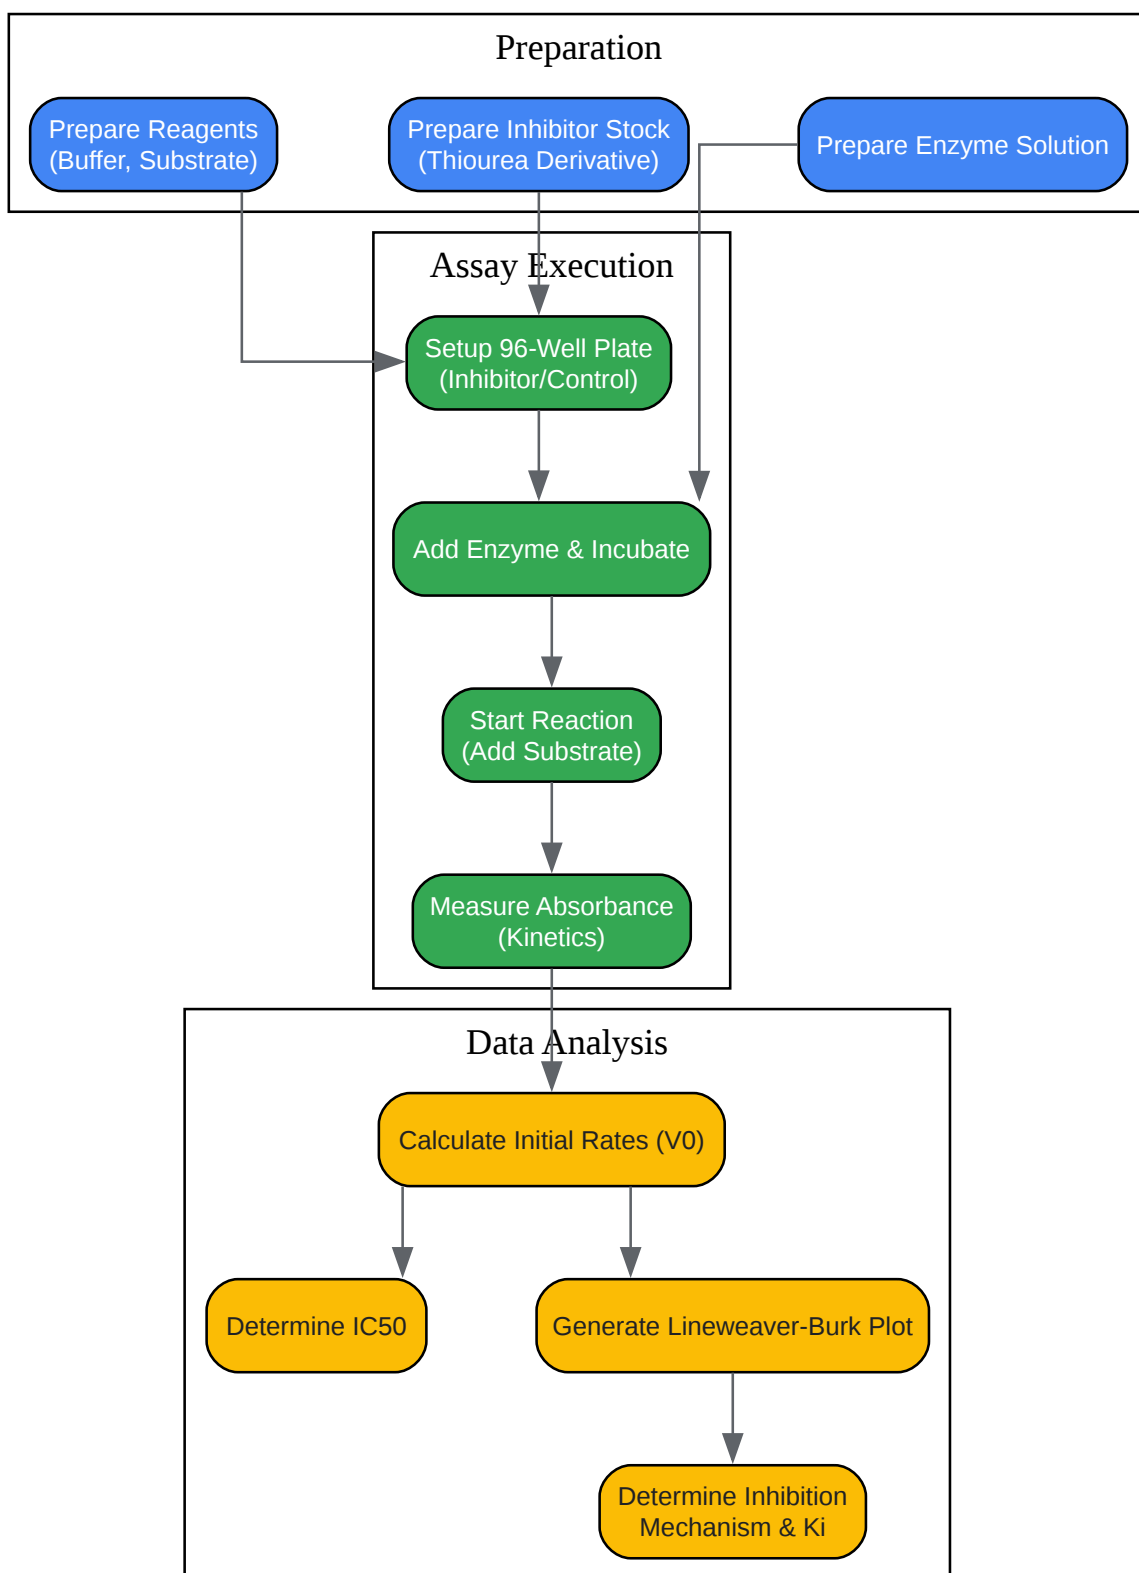 Preparation
Prepare Reagents
(Buffer, Substrate)
Prepare Inhibitor Stock
(Thiourea Derivative)
Prepare Enzyme Solution
Assay Execution
Setup 96-Well Plate
(Inhibitor/Control)
Add Enzyme & Incubate
Start Reaction
(Add Substrate)
Measure Absorbance
(Kinetics)
Data Analysis
Calculate Initial Rates (V0)
Determine IC50
Generate Lineweaver-Burk Plot
Determine Inhibition
Mechanism & Ki